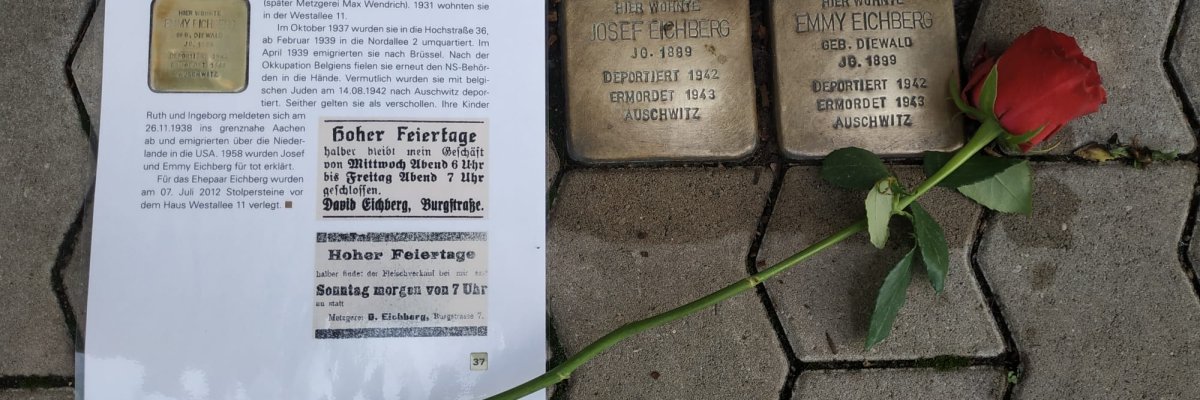 HIER WOHNTE
EMMY EICHBERG
GEB. DIEWALD
JG. 1899
DEPORTIERT 1942
AUSCHWITZ
(später Metzgerei Max Wendrich). 1931 wohnten sie
in der Westallee 11.
Im Oktober 1937 wurden sie in die Hochstraße 36,
ab Februar 1939 in die Nordallee 2 umquartiert. Im
April 1939 emigrierten sie nach Brüssel. Nach der
Okkupation Belgiens fielen sie erneut den NS-Behör-
den in die Hände. Vermutlich wurden sie mit belgi-
schen Juden am 14.08.1942 nach Auschwitz depor-
tiert. Seither gelten sie als verschollen. Ihre Kinder
Ruth und Ingeborg meldeten sich am
26.11.1938 ins grenznahe Aachen
ab und emigrierten über die Nieder-
lande in die USA. 1958 wurden Josef
und Emmy Eichberg für tot erklärt.
Für das Ehepaar Eichberg wurden
am 07. Juli 2012 Stolpersteine vor
dem Haus Westallee 11 verlegt.
Hoher Feiertage
halber bleibt mein Geschäft
von Mittwoch Abend 6 Uhr
bis Freitag Abend 7 Uhr
geschlossen.
David Eichberg, Burgstraße.
Hoher Feiertage
halber findet der Fleischverkauf bei mir
Sonntag morgen von 7 Uhr
an statt
Metzgerei D. Eichberg, Burgstrasse 7.
37
HIER WOHNTE
JOSEF EICHBERG
JG. 1889
DEPORTIERT 1942
ERMORDET 1943
AUSCHWITZ
HIER WOHNTE
EMMY EICHBERG
GEB. DIEWALD
JG. 1899
DEPORTIERT 1942
ERMORDET 1943
AUSCHWITZ